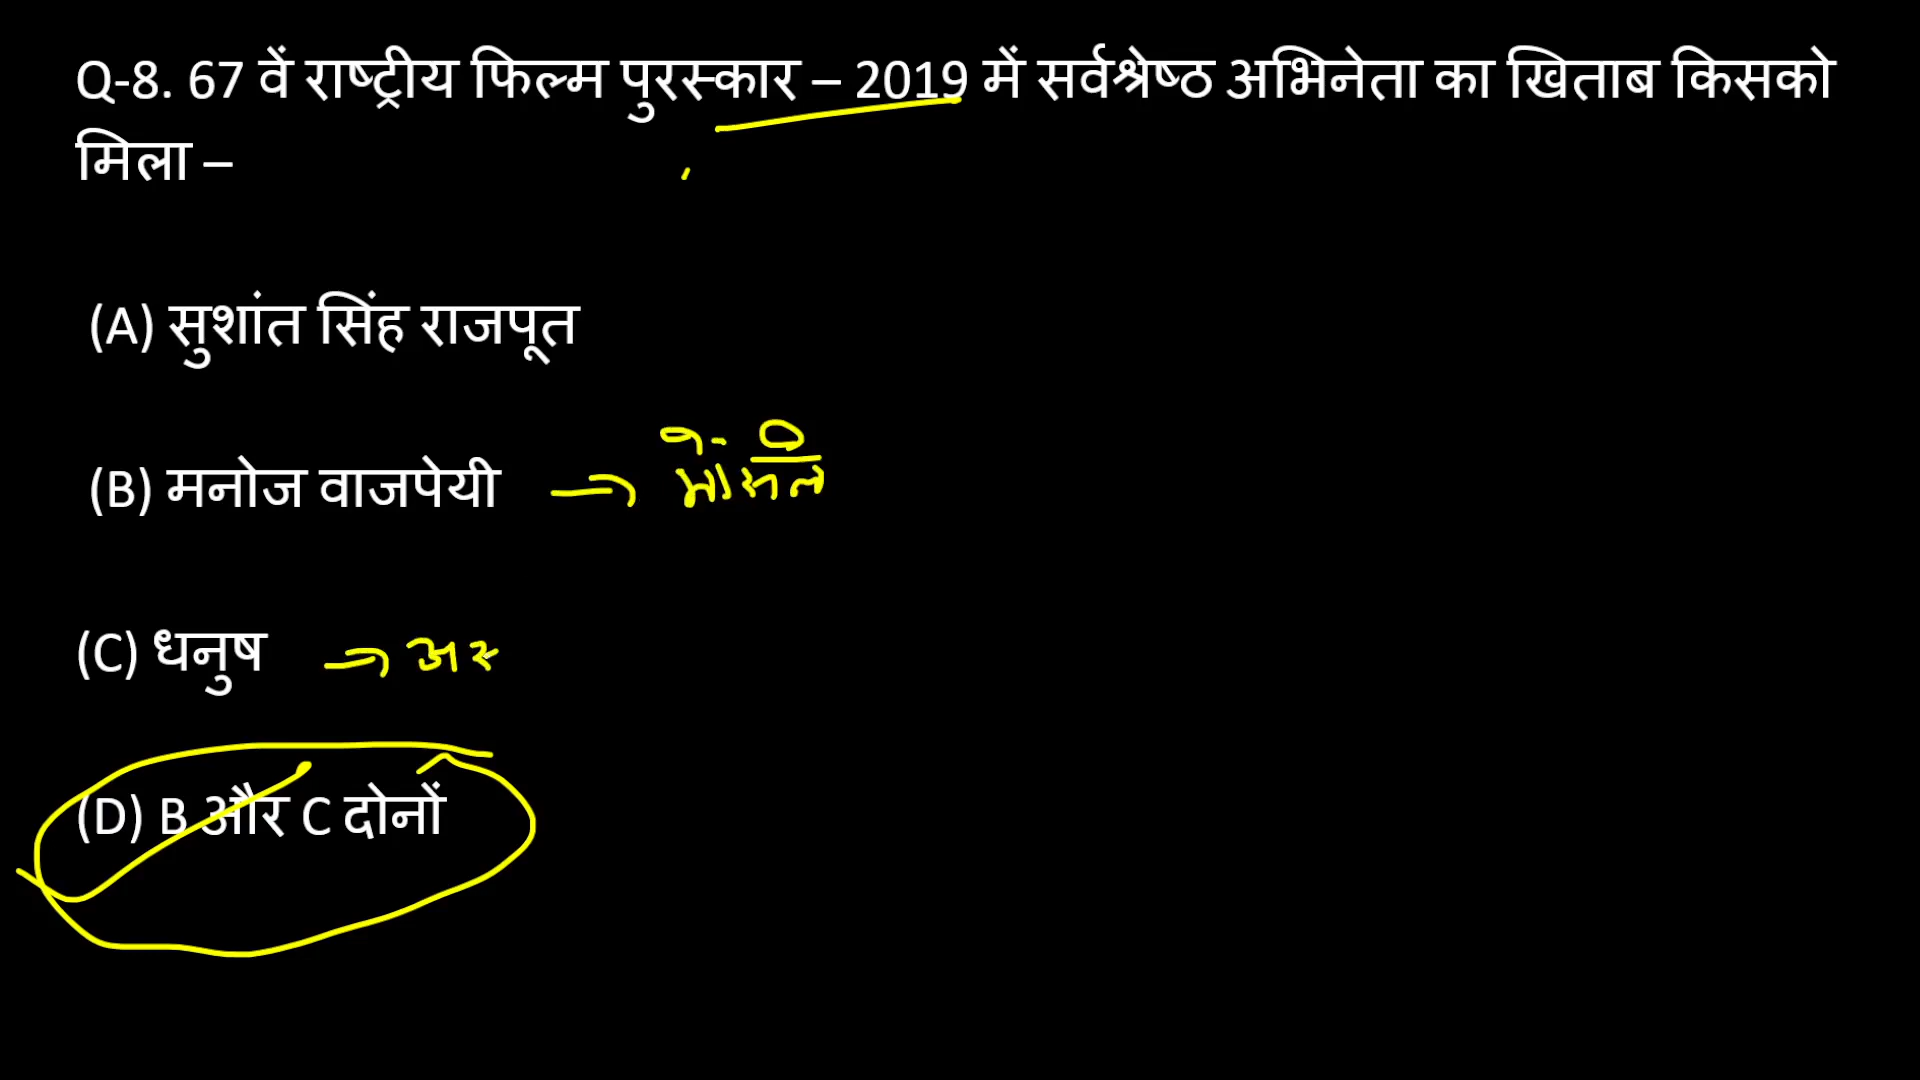 Q-8. 67 वें राष्ट्रीय फिल्म पुरस्कार – 2019 में सर्वश्रेष्ठ अभिनेता का खिताब किसको
मिला –
(A) सुशांत सिंह राजपूत
(B) मनोज वाजपेयी
(C) धनुष
(D) B और C दोनों